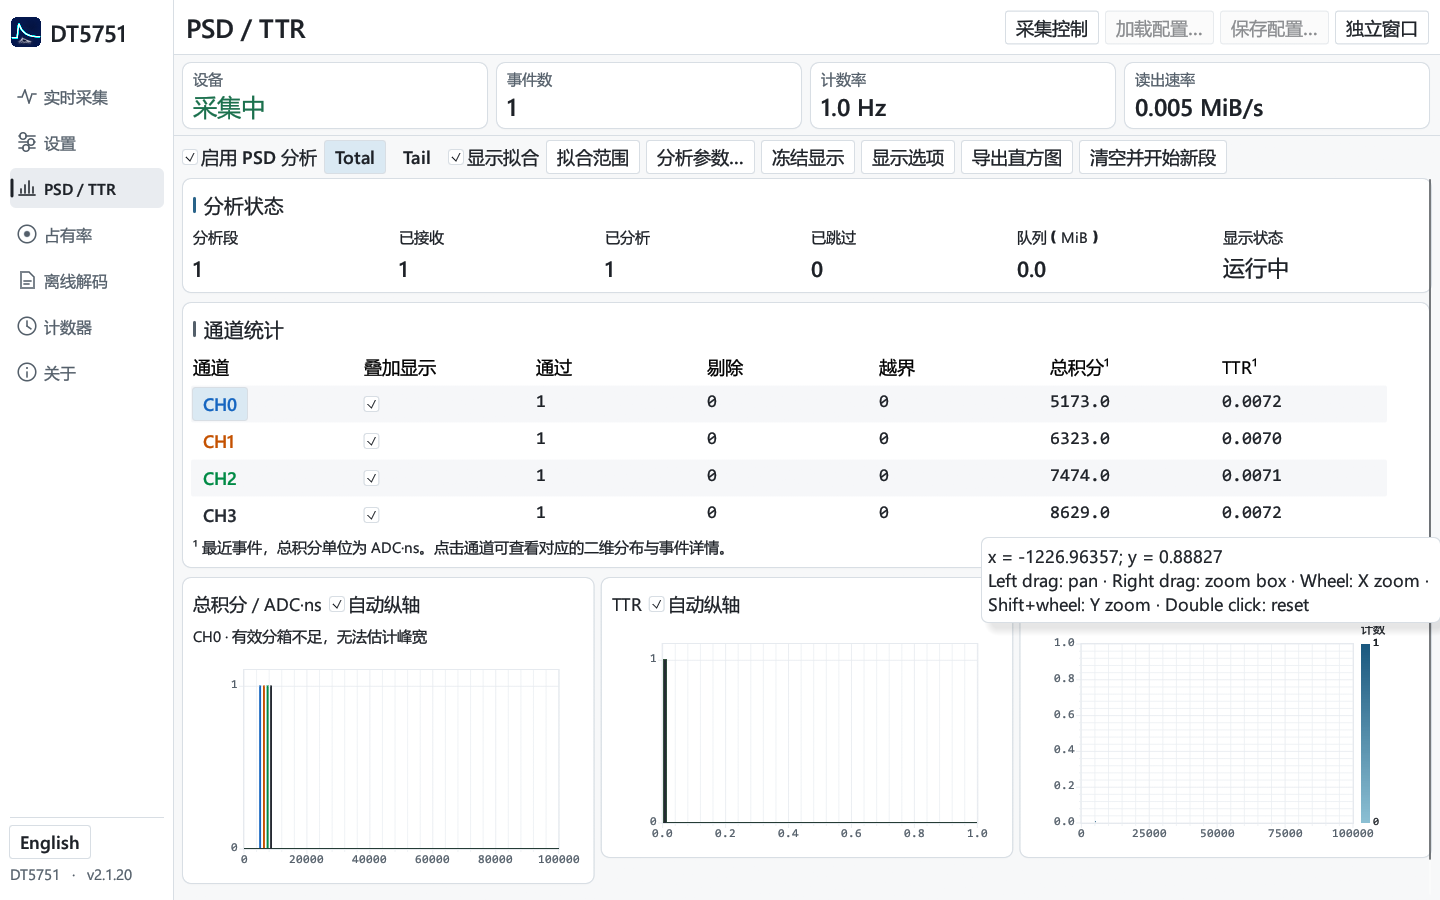 DT5751
PSD / TTR
采集控制
加载配置...
保存配置...
独立窗口
实时采集
设置
PSD / TTR
占有率
离线解码
计数器
关于
English
DT5751 · v2.1.20
设备
采集中
事件数
1
计数率
1.0 Hz
读出速率
0.005 MiB/s
启用 PSD 分析
Total
Tail
显示拟合
拟合范围
分析参数...
冻结显示
显示选项
导出直方图
清空并开始新段
分析状态
分析段
已接收
已分析
已跳过
队列 ( MiB )
显示状态
1
1
1
0
0.0
运行中
通道统计
通道 叠加显示 通过 剔除 越界 总积分¹ TTR¹
CH0 1 0 0 5173.0 0.0072
CH1 1 0 0 6323.0 0.0070
CH2 1 0 0 7474.0 0.0071
CH3 1 0 0 8629.0 0.0072
¹ 最近事件，总积分单位为 ADC·ns。点击通道可查看对应的二维分布与事件详情。
x = -1226.96357; y = 0.88827
Left drag: pan · Right drag: zoom box · Wheel: X zoom ·
Shift+wheel: Y zoom · Double click: reset
总积分 / ADC·ns 自动纵轴
CH0 · 有效分箱不足，无法估计峰宽
1
0
0 20000 40000 60000 80000 100000
TTR 自动纵轴
1
0
0.0 0.2 0.4 0.6 0.8 1.0
计数
1
0
1.0
0.8
0.6
0.4
0.2
0.0
0 25000 50000 75000 100000